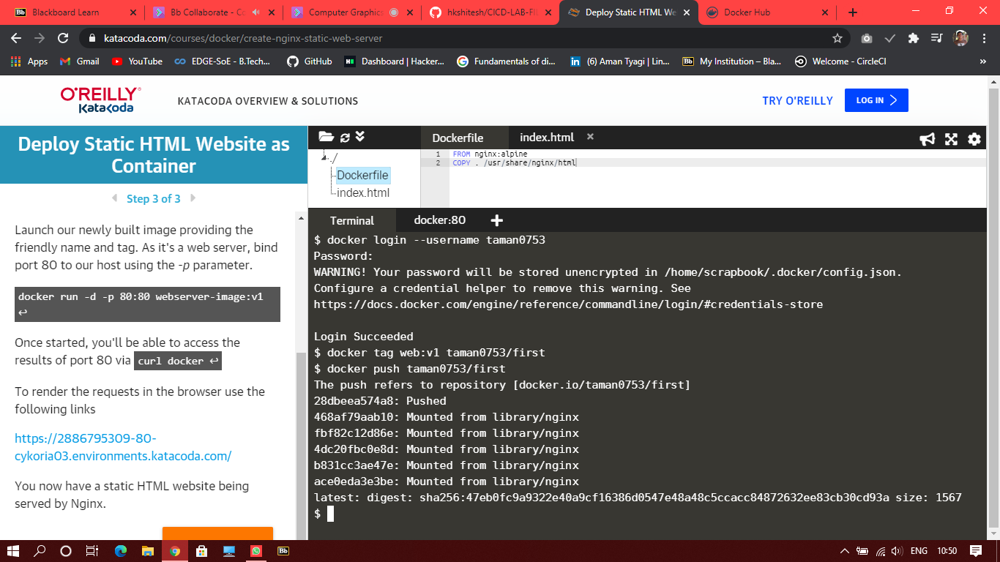 Blackboard Learn
Bb Collaborate - Co
Computer Graphics
hkshitesh/CICD-LAB-FIL
Deploy Static HTML We
Docker Hub
katacoda.com/courses/docker/create-nginx-static-web-server
Apps
Gmail
YouTube
EDGE-SoE - B.Tech...
GitHub
Dashboard | Hacker...
Fundamentals of di...
(6) Aman Tyagi | Lin...
My Institution – Bla...
Welcome - CircleCI
»
O'REILLY
Katacoda
KATACODA OVERVIEW & SOLUTIONS
TRY O'REILLY
LOG IN
Deploy Static HTML Website as
Container
Step 3 of 3
Launch our newly built image providing the
friendly name and tag. As it's a web server, bind
port 80 to our host using the -p parameter.
docker run -d -p 80:80 webserver-image:v1
↩
Once started, you'll be able to access the
results of port 80 via curl docker ↩
To render the requests in the browser use the
following links
https://2886795309-80-
cykoria03.environments.katacoda.com/
You now have a static HTML website being
served by Nginx.
./
Dockerfile
index.html
Dockerfile
index.html
1 FROM nginx:alpine
2 COPY . /usr/share/nginx/html
Terminal
docker:80
$ docker login --username taman0753
Password:
WARNING! Your password will be stored unencrypted in /home/scrapbook/.docker/config.json.
Configure a credential helper to remove this warning. See
https://docs.docker.com/engine/reference/commandline/login/#credentials-store
Login Succeeded
$ docker tag web:v1 taman0753/first
$ docker push taman0753/first
The push refers to repository [docker.io/taman0753/first]
28dbeea574a8: Pushed
468af79aab10: Mounted from library/nginx
fbf82c12d86e: Mounted from library/nginx
4dc20fbc0e8d: Mounted from library/nginx
b831cc3ae47e: Mounted from library/nginx
ace0eda3e3be: Mounted from library/nginx
latest: digest: sha256:47eb0fc9a9322e40a9cf16386d0547e48a48c5ccacc84872632ee83cb30cd93a size: 1567
$
ENG
10:50